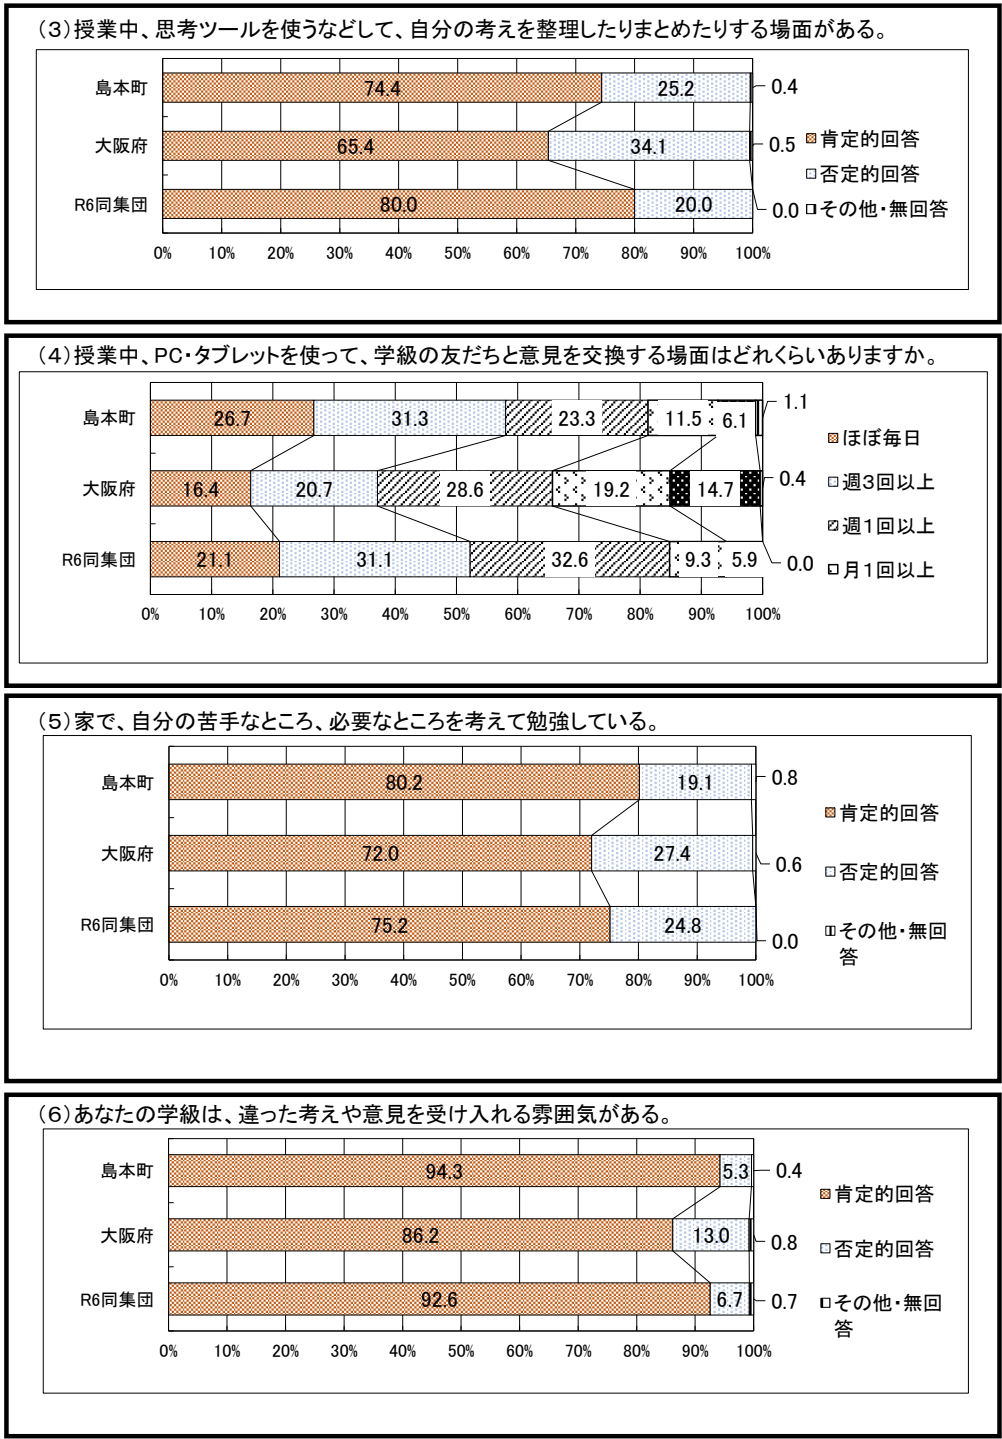 (3)授業中、思考ツールを使うなどして、自分の考えを整理したりまとめたりする場面がある。
島本町 74.4 25.2 0.4
大阪府 65.4 34.1 0.5
R6同集団 80.0 20.0 0.0
0% 10% 20% 30% 40% 50% 60% 70% 80% 90% 100%
肯定的回答
否定的回答
その他・無回答
(4)授業中、PC・タブレットを使って、学級の友だちと意見を交換する場面はどれくらいありますか。
島本町 26.7 31.3 23.3 11.5 6.1 1.1
大阪府 16.4 20.7 28.6 19.2 14.7 0.4
R6同集団 21.1 31.1 32.6 9.3 5.9 0.0
0% 10% 20% 30% 40% 50% 60% 70% 80% 90% 100%
ほぼ毎日
週3回以上
週1回以上
月1回以上
(5)家で、自分の苦手なところ、必要なところを考えて勉強している。
島本町 80.2 19.1 0.8
大阪府 72.0 27.4 0.6
R6同集団 75.2 24.8 0.0
0% 10% 20% 30% 40% 50% 60% 70% 80% 90% 100%
肯定的回答
否定的回答
その他・無回
答
(6)あなたの学級は、違った考えや意見を受け入れる雰囲気がある。
島本町 94.3 5.3 0.4
大阪府 86.2 13.0 0.8
R6同集団 92.6 6.7 0.7
0% 10% 20% 30% 40% 50% 60% 70% 80% 90% 100%
肯定的回答
否定的回答
その他・無回
答